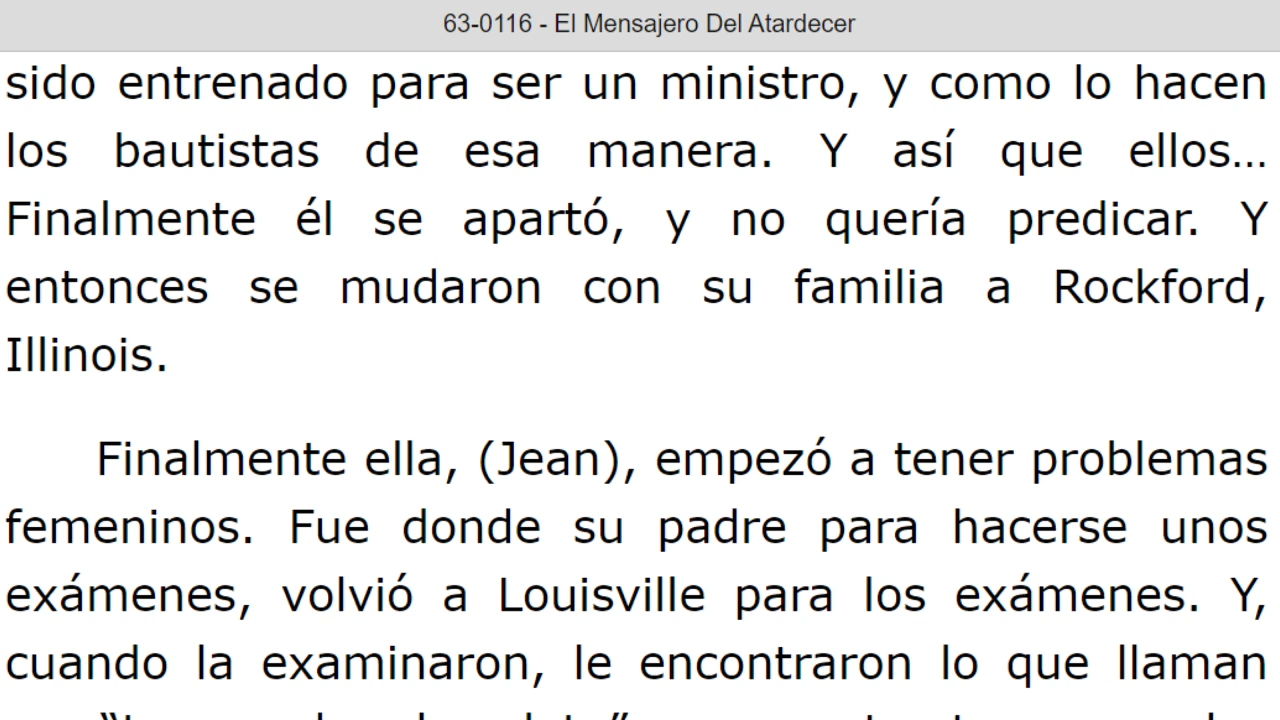 63-0116 - El Mensajero Del Atardecer
sido entrenado para ser un ministro, y como lo hacen
los bautistas de esa manera. Y así que ellos…
Finalmente él se apartó, y no quería predicar. Y
entonces se mudaron con su familia a Rockford,
Illinois.
Finalmente ella, (Jean), empezó a tener problemas
femeninos. Fue donde su padre para hacerse unos
exámenes, volvió a Louisville para los exámenes. Y,
cuando la examinaron, le encontraron lo que llaman